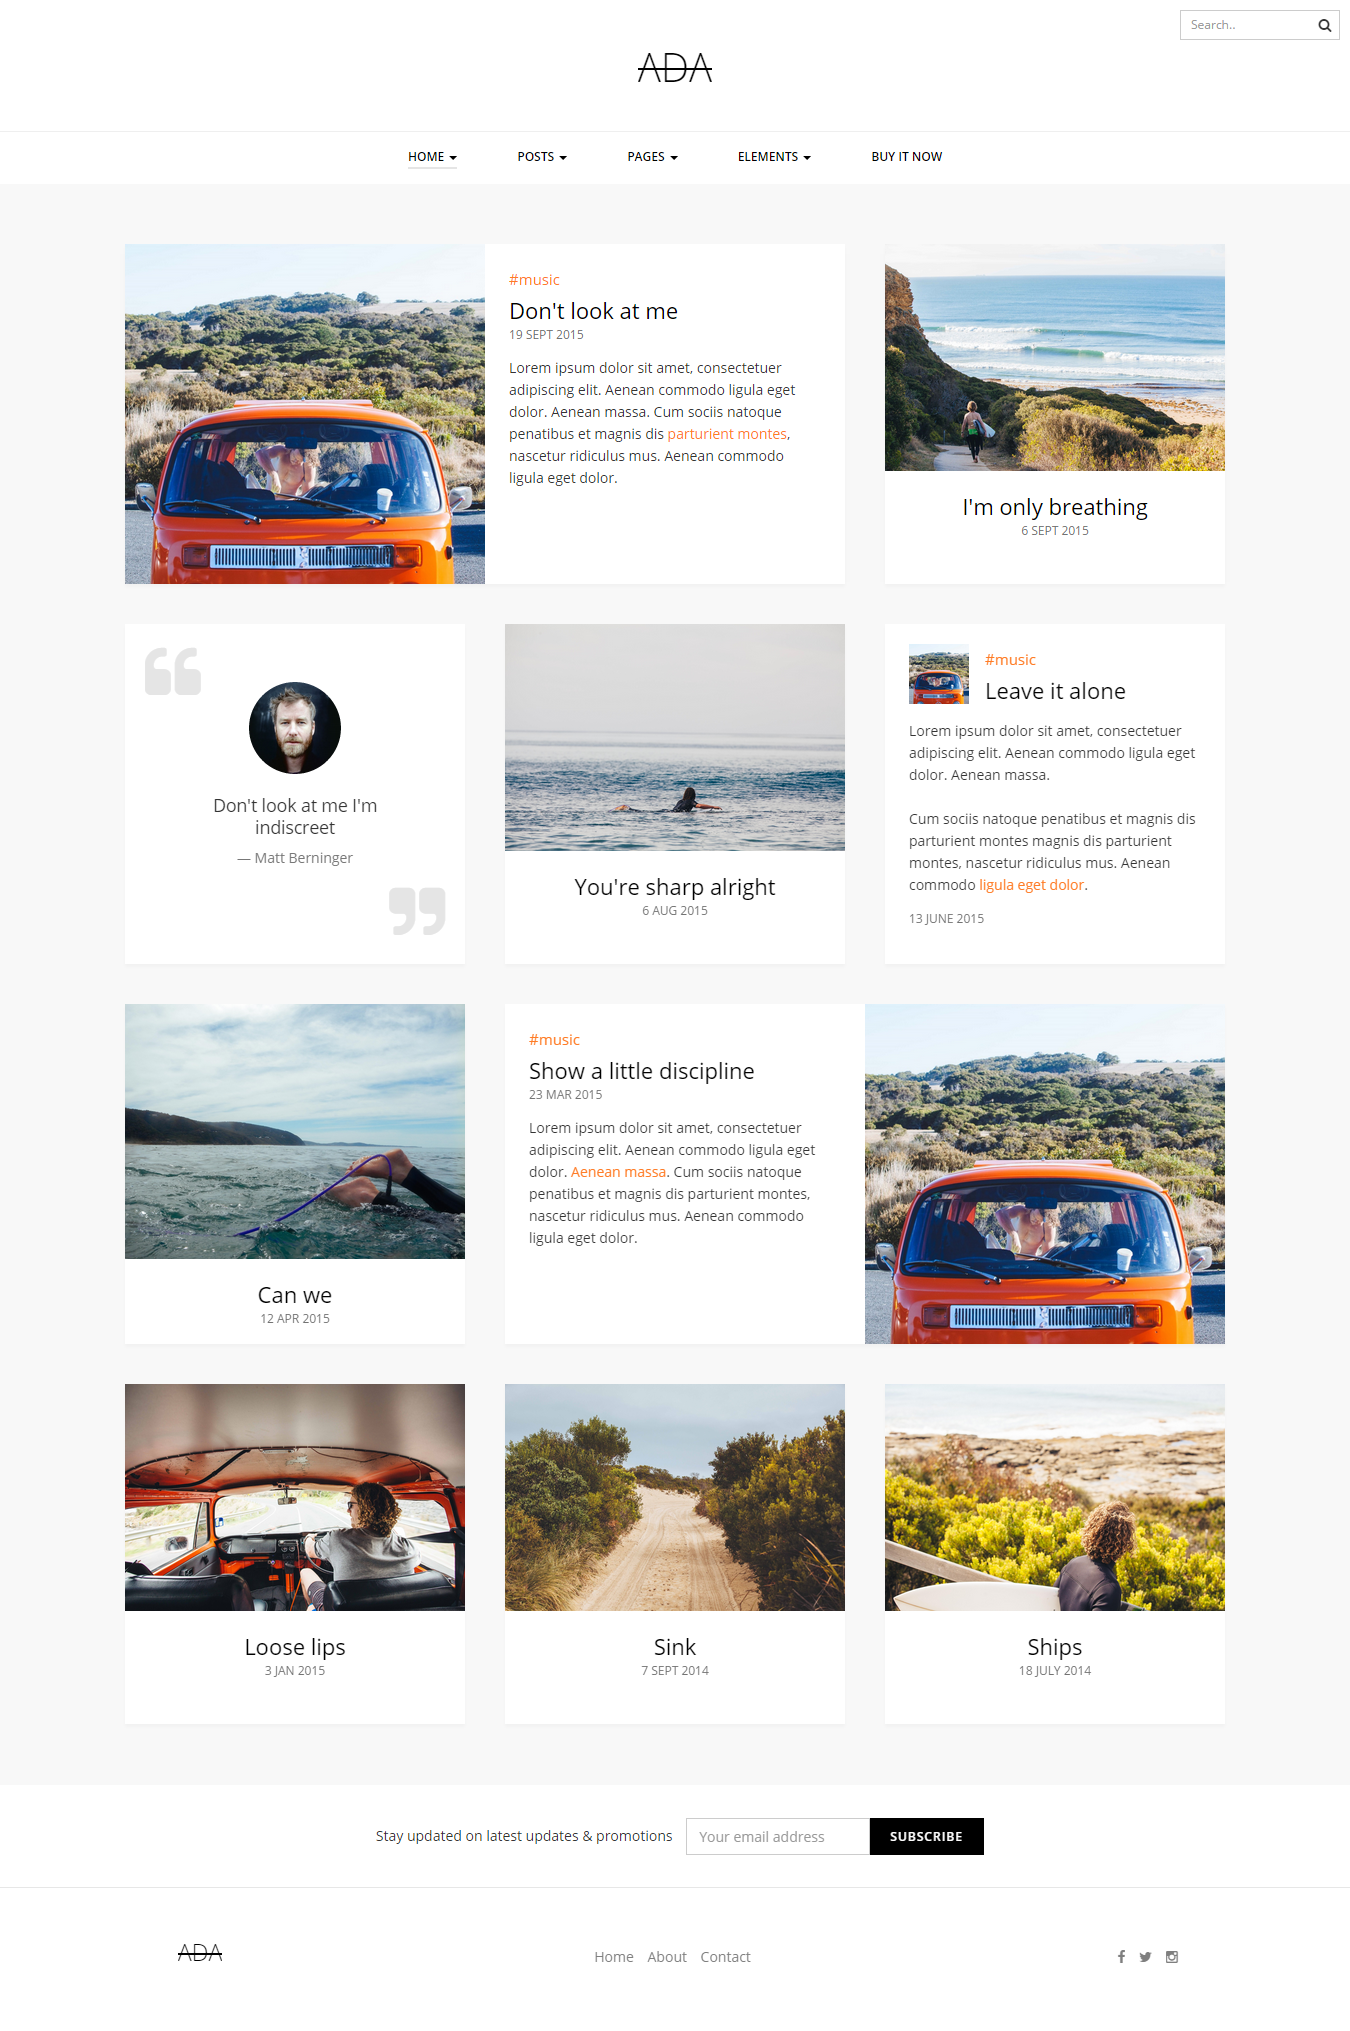 Search..
ADA
HOME
POSTS
PAGES
ELEMENTS
BUY IT NOW
#music
Don't look at me
19 SEPT 2015
Lorem ipsum dolor sit amet, consectetuer
adipiscing elit. Aenean commodo ligula eget
dolor. Aenean massa. Cum sociis natoque
penatibus et magnis dis parturient montes,
nascetur ridiculus mus. Aenean commodo
ligula eget dolor.
I'm only breathing
6 SEPT 2015
Don't look at me I'm
indiscreet
— Matt Berninger
You're sharp alright
6 AUG 2015
#music
Leave it alone
Lorem ipsum dolor sit amet, consectetuer
adipiscing elit. Aenean commodo ligula eget
dolor. Aenean massa.
Cum sociis natoque penatibus et magnis dis
parturient montes magnis dis parturient
montes, nascetur ridiculus mus. Aenean
commodo ligula eget dolor.
13 JUNE 2015
Can we
12 APR 2015
#music
Show a little discipline
23 MAR 2015
Lorem ipsum dolor sit amet, consectetuer
adipiscing elit. Aenean commodo ligula eget
dolor. Aenean massa. Cum sociis natoque
penatibus et magnis dis parturient montes,
nascetur ridiculus mus. Aenean commodo
ligula eget dolor.
Loose lips
3 JAN 2015
Sink
7 SEPT 2014
Ships
18 JULY 2014
Stay updated on latest updates & promotions
Your email address
SUBSCRIBE
ADA
Home
About
Contact